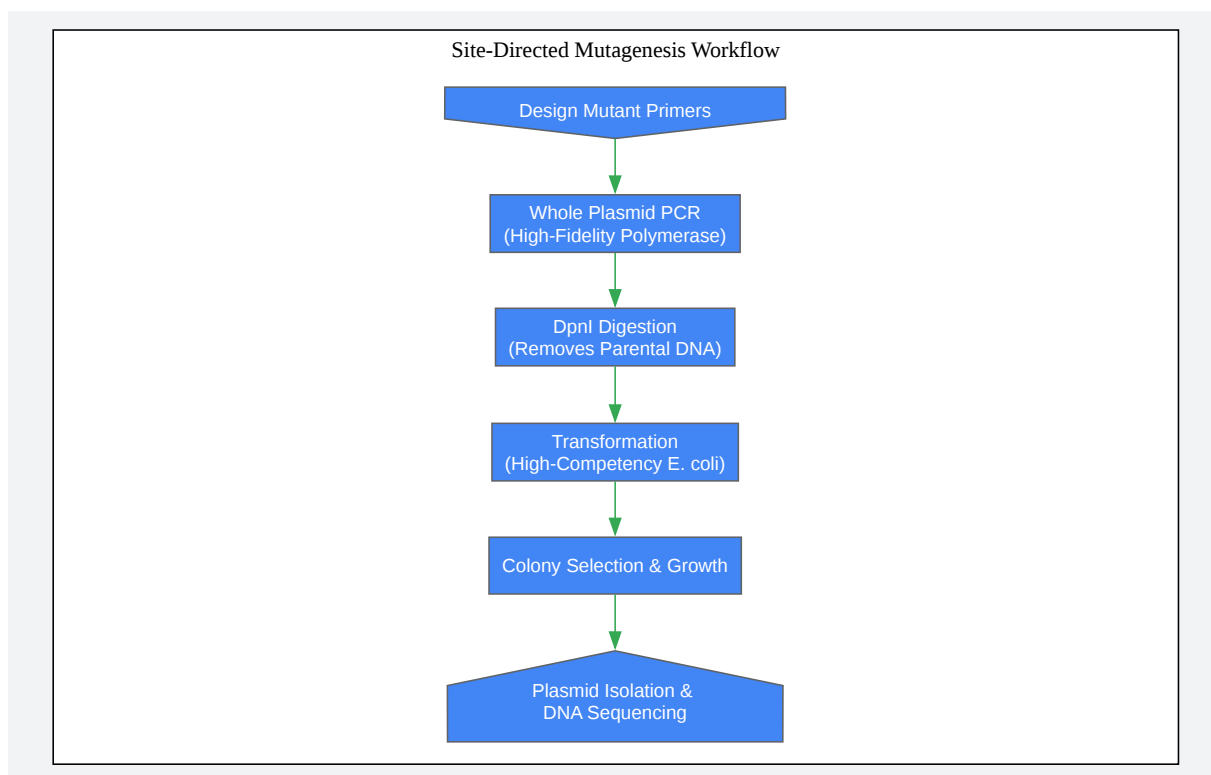 Site-Directed Mutagenesis Workflow
Design Mutant Primers
Whole Plasmid PCR
(High-Fidelity Polymerase)
DpnI Digestion
(Removes Parental DNA)
Transformation
(High-Competency E. coli)
Colony Selection & Growth
Plasmid Isolation &
DNA Sequencing